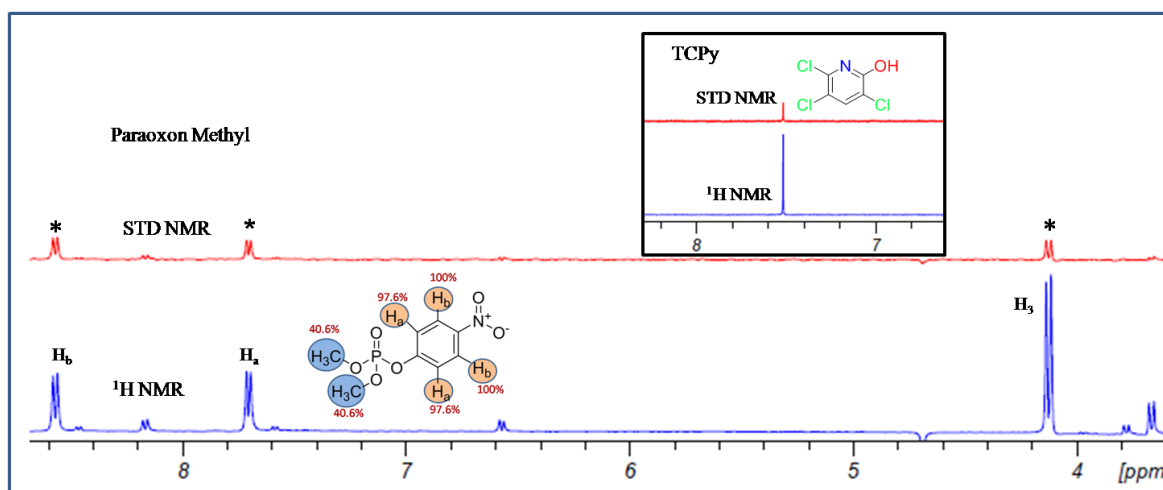 TCPy
Cl
N
OH
Cl
Cl
STD NMR
¹H NMR
8
7
Paraoxon Methyl
STD NMR
*
*
*
100%
97.6%
Hb
Ha
O
N+
O-
40.6%
O
H3C
O
P
O
O
H3C
40.6%
Ha
97.6%
Hb
100%
Hb
Ha
H3
¹H NMR
8
7
6
5
4
[ppm